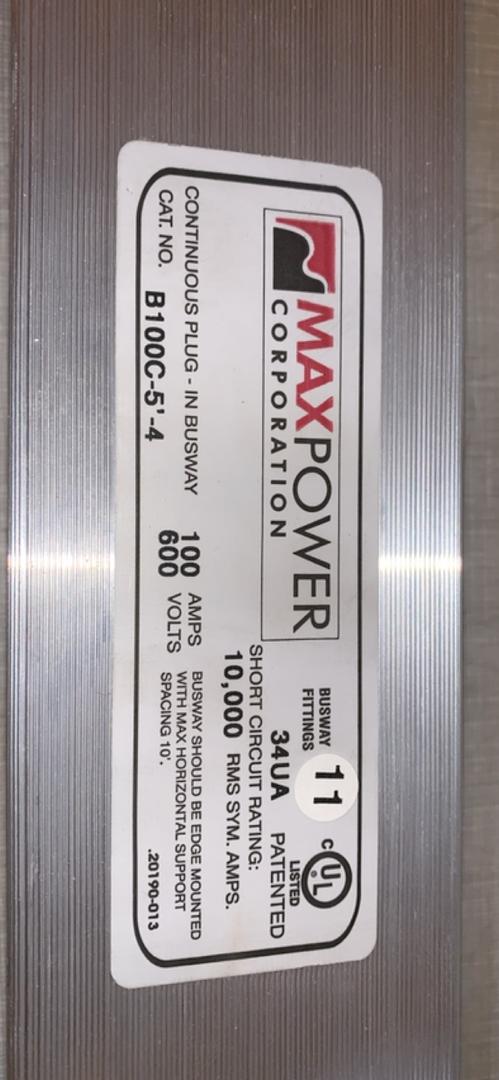 MAXPOWER
CORPORATION
CONTINUOUS PLUG - IN BUSWAY
CAT. NO. B100C-5'-4
100 AMPS
600 VOLTS
BUSWAY
FITTINGS
11
c UL
LISTED
34UA PATENTED
SHORT CIRCUIT RATING:
10,000 RMS SYM. AMPS.
BUSWAY SHOULD BE EDGE MOUNTED
WITH MAX HORIZONTAL SUPPORT
SPACING 10'.
.20190-013